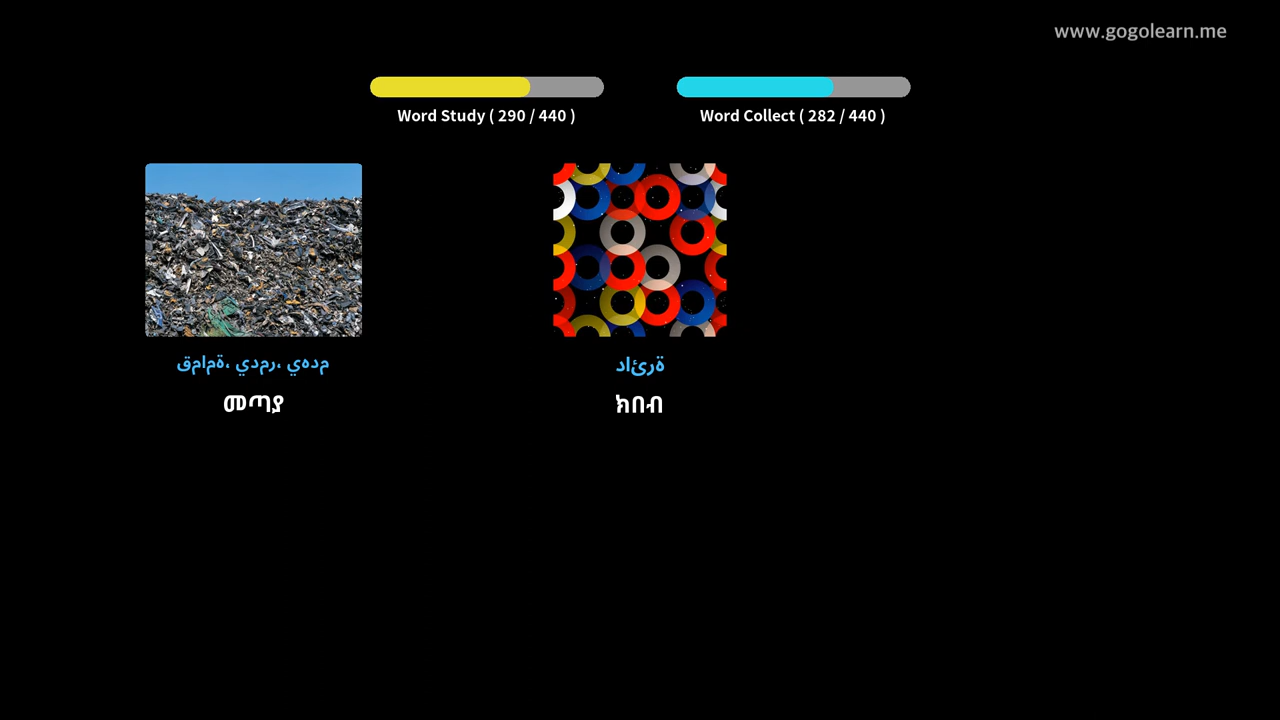 www.gogolearn.me
Word Study ( 290 / 440 )
Word Collect ( 282 / 440 )
قمامة، يدمر، يهدم
መጣያ
دائرة
ክበብ